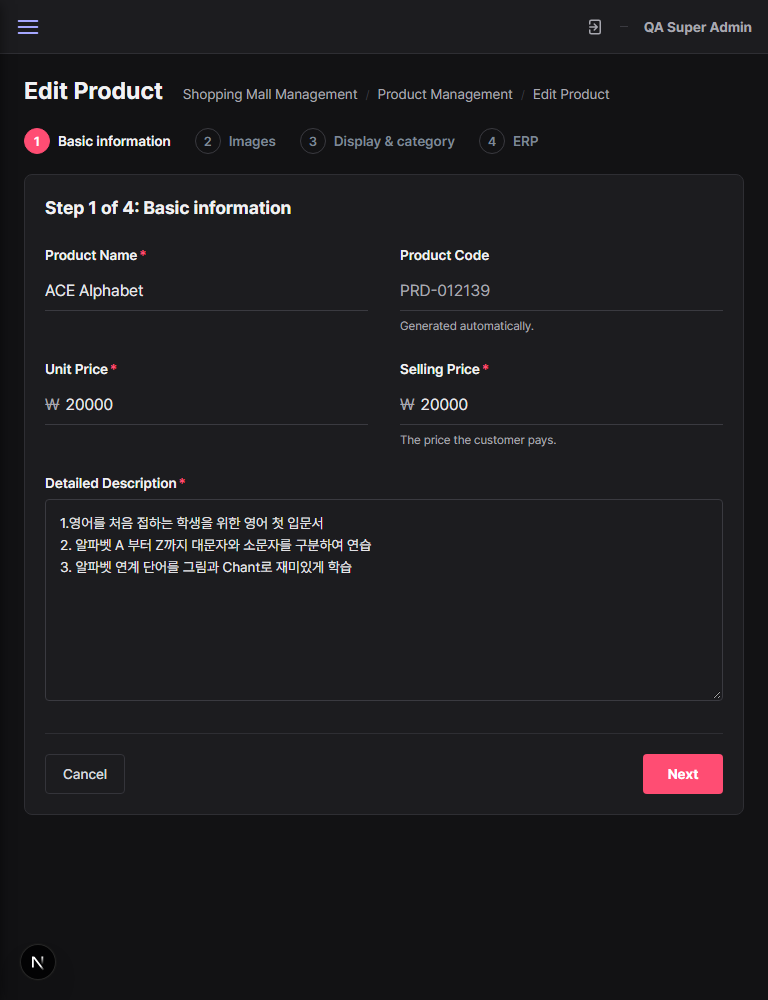 QA Super Admin
Edit Product
Shopping Mall Management / Product Management / Edit Product
1 Basic information 2 Images 3 Display & category 4 ERP
Step 1 of 4: Basic information
Product Name *
Product Code
ACE Alphabet
PRD-012139
Generated automatically.
Unit Price *
Selling Price *
₩ 20000
₩ 20000
The price the customer pays.
Detailed Description *
1.영어를 처음 접하는 학생을 위한 영어 첫 입문서
2. 알파벳 A 부터 Z까지 대문자와 소문자를 구분하여 연습
3. 알파벳 연계 단어를 그림과 Chant로 재미있게 학습
Cancel
Next
N